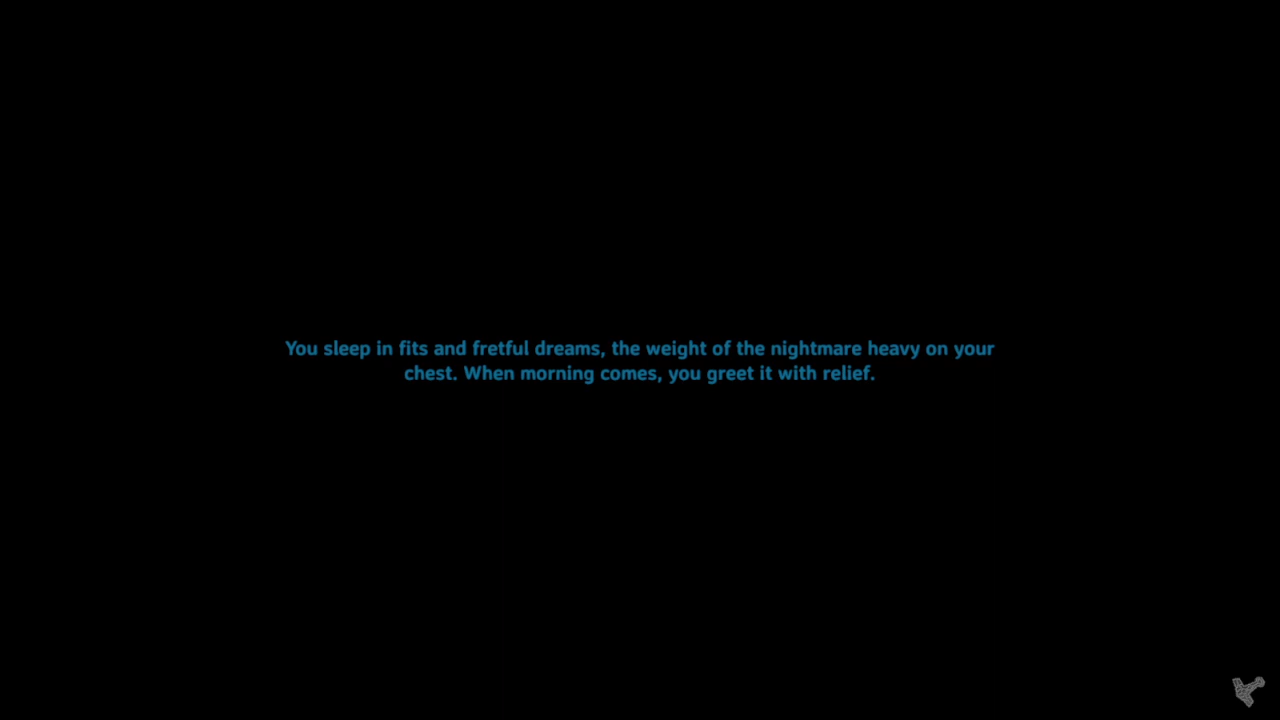 You sleep in fits and fretful dreams, the weight of the nightmare heavy on your
chest. When morning comes, you greet it with relief.